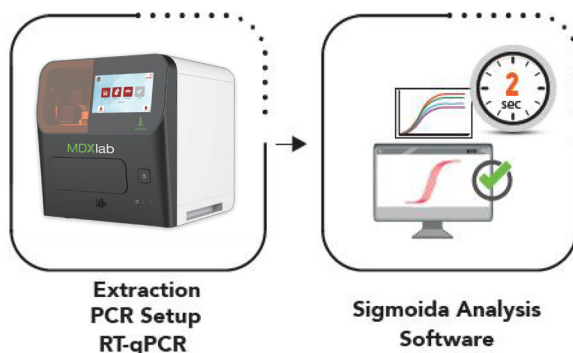 MDXlab
2
sec
Extraction
PCR Setup
RT-qPCR
Sigmoida Analysis
Software